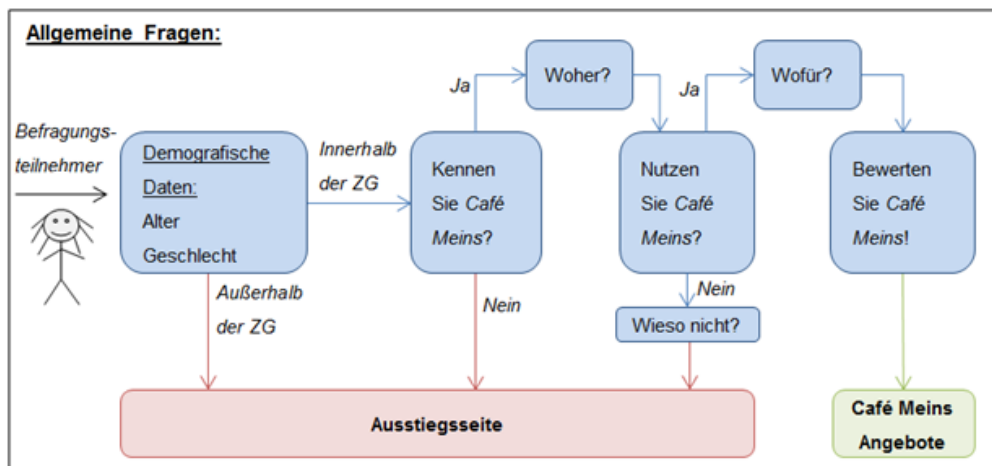 Allgemeine Fragen:
Befragungs-
teilnehmer
Demografische
Daten:
Alter
Geschlecht
Innerhalb
der ZG
Außerhalb
der ZG
Kennen
Sie Café
Meins?
Ja
Woher?
Nein
Nutzen
Sie Café
Meins?
Ja
Wofür?
Nein
Wieso nicht?
Bewerten
Sie Café
Meins!
Ausstiegsseite
Café Meins
Angebote